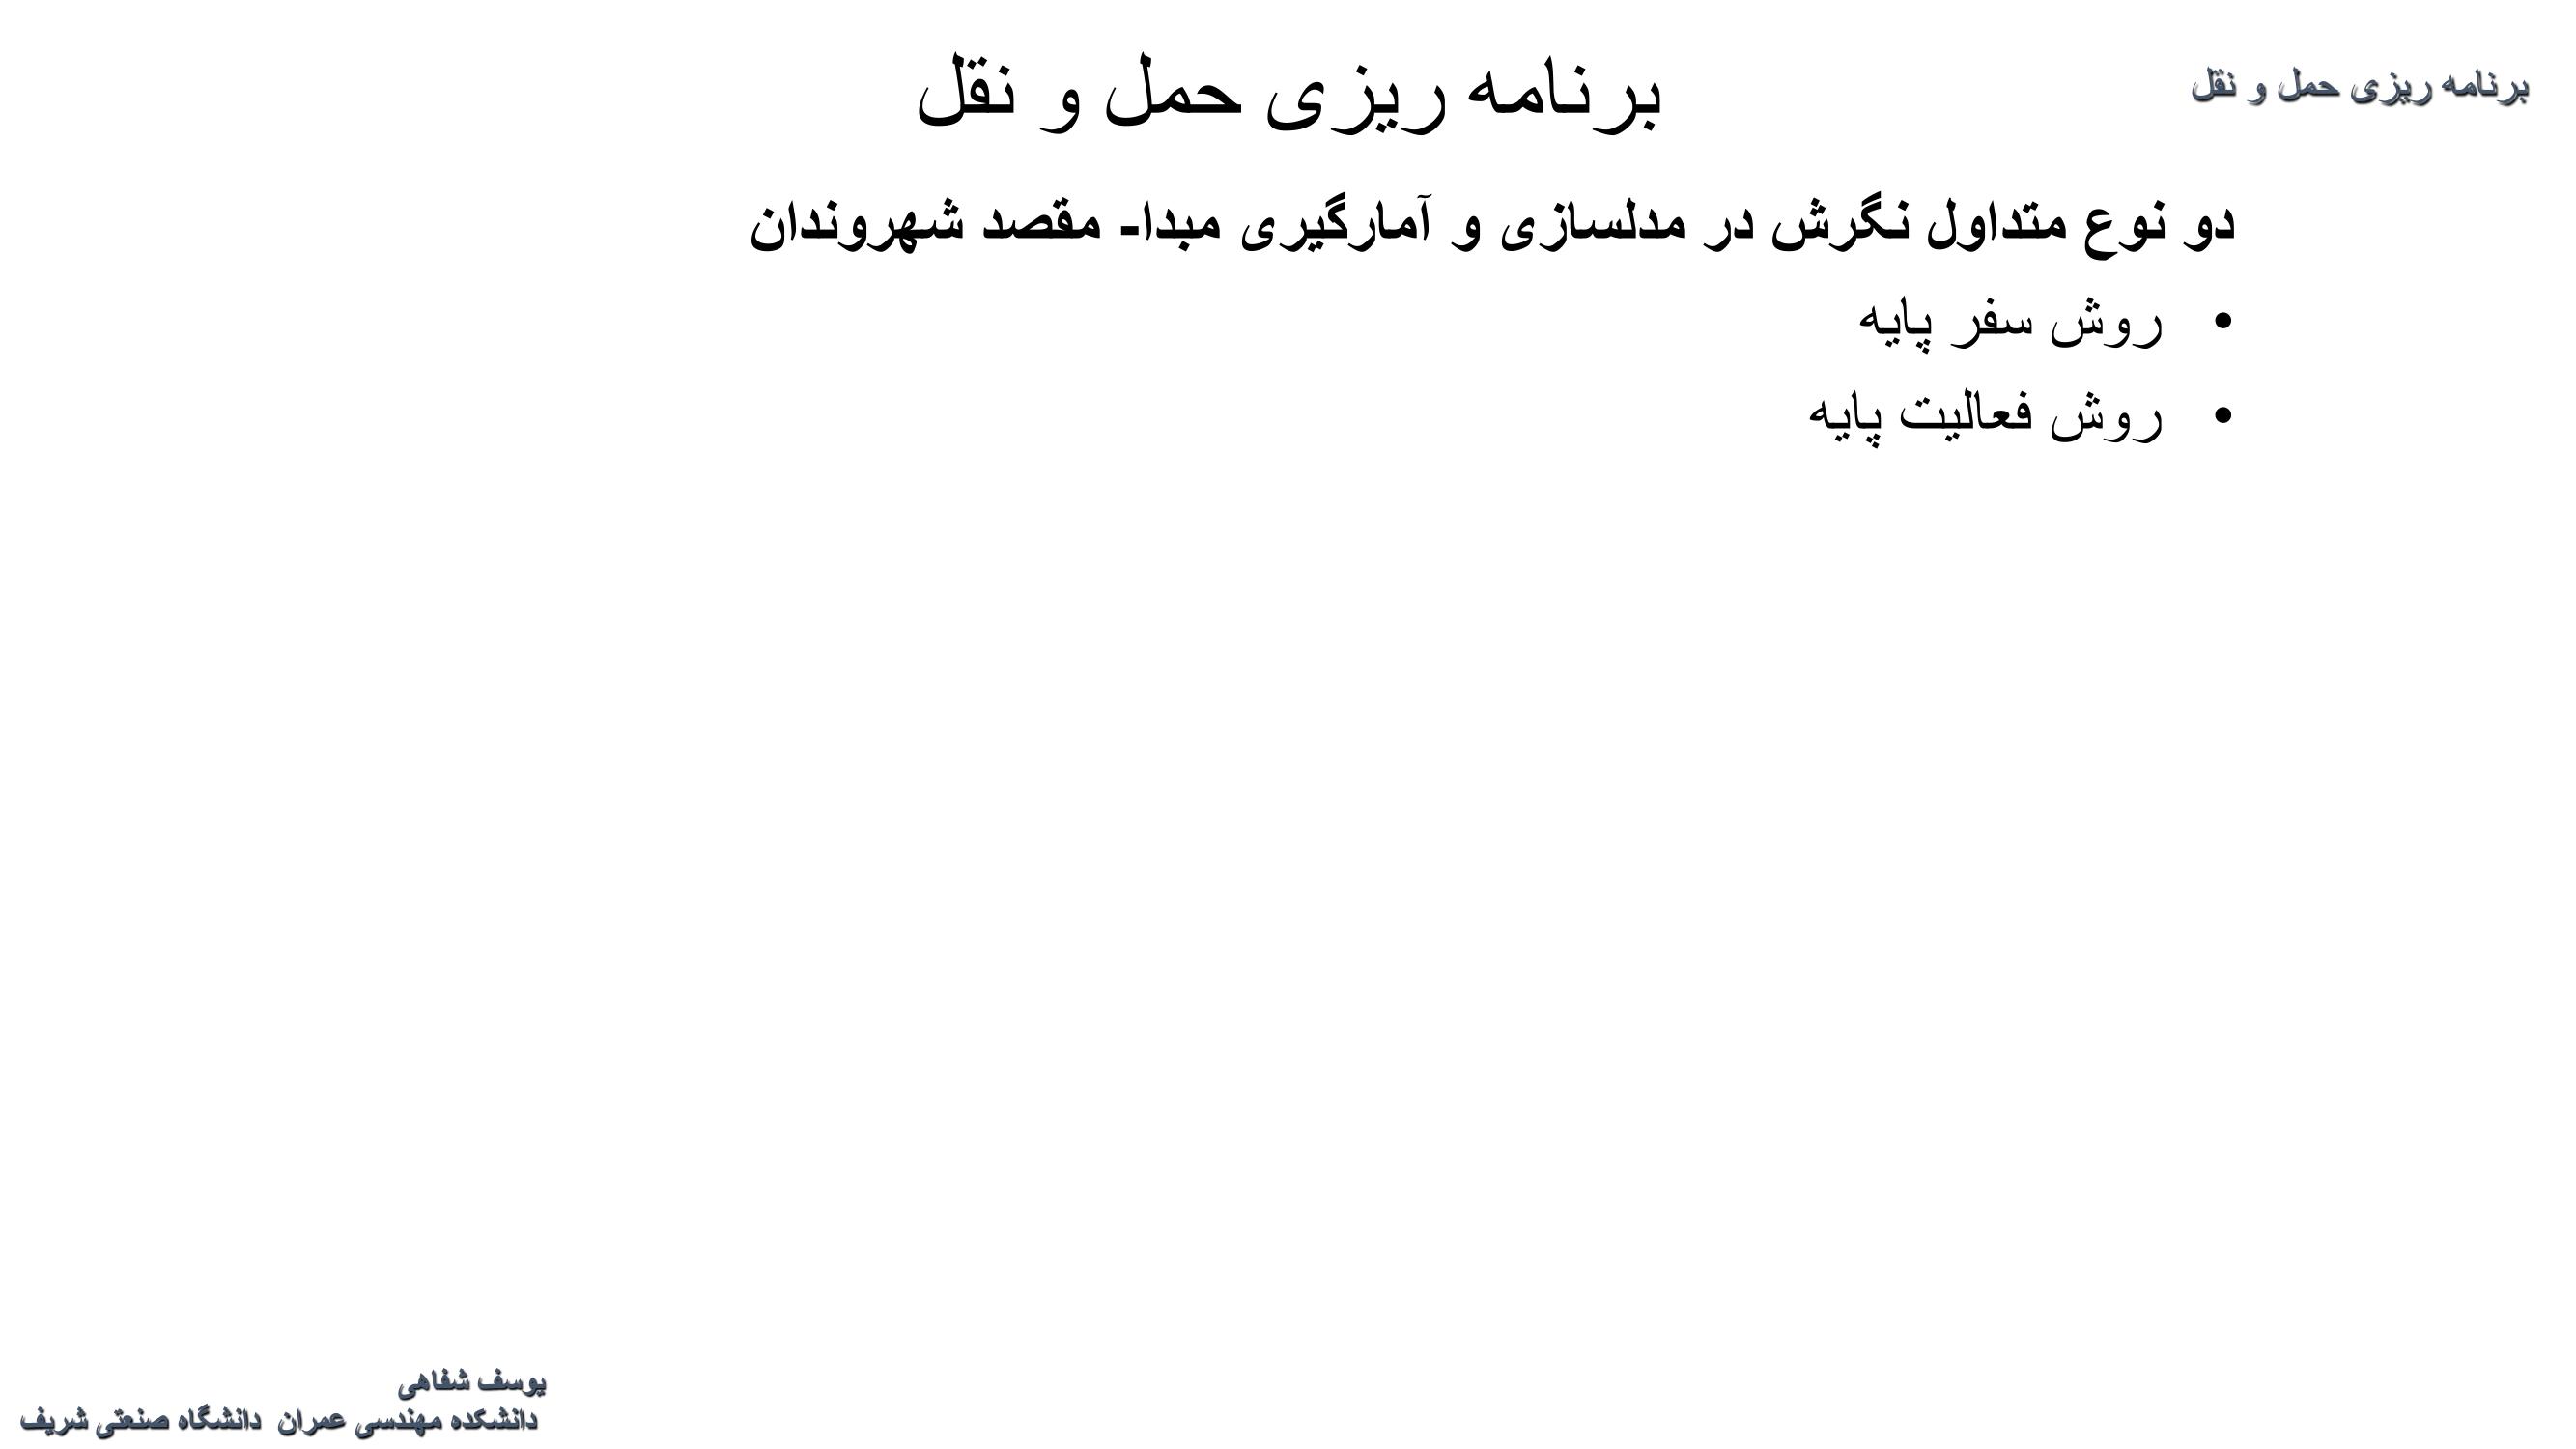 برنامه ریزی حمل و نقل
برنامه ریزی حمل و نقل
دو نوع متداول نگرش در مدلسازی و آمارگیری مبدا- مقصد شهروندان
• روش سفر پایه
• روش فعالیت پایه
یوسف شفاهی
دانشکده مهندسی عمران دانشگاه صنعتی شریف